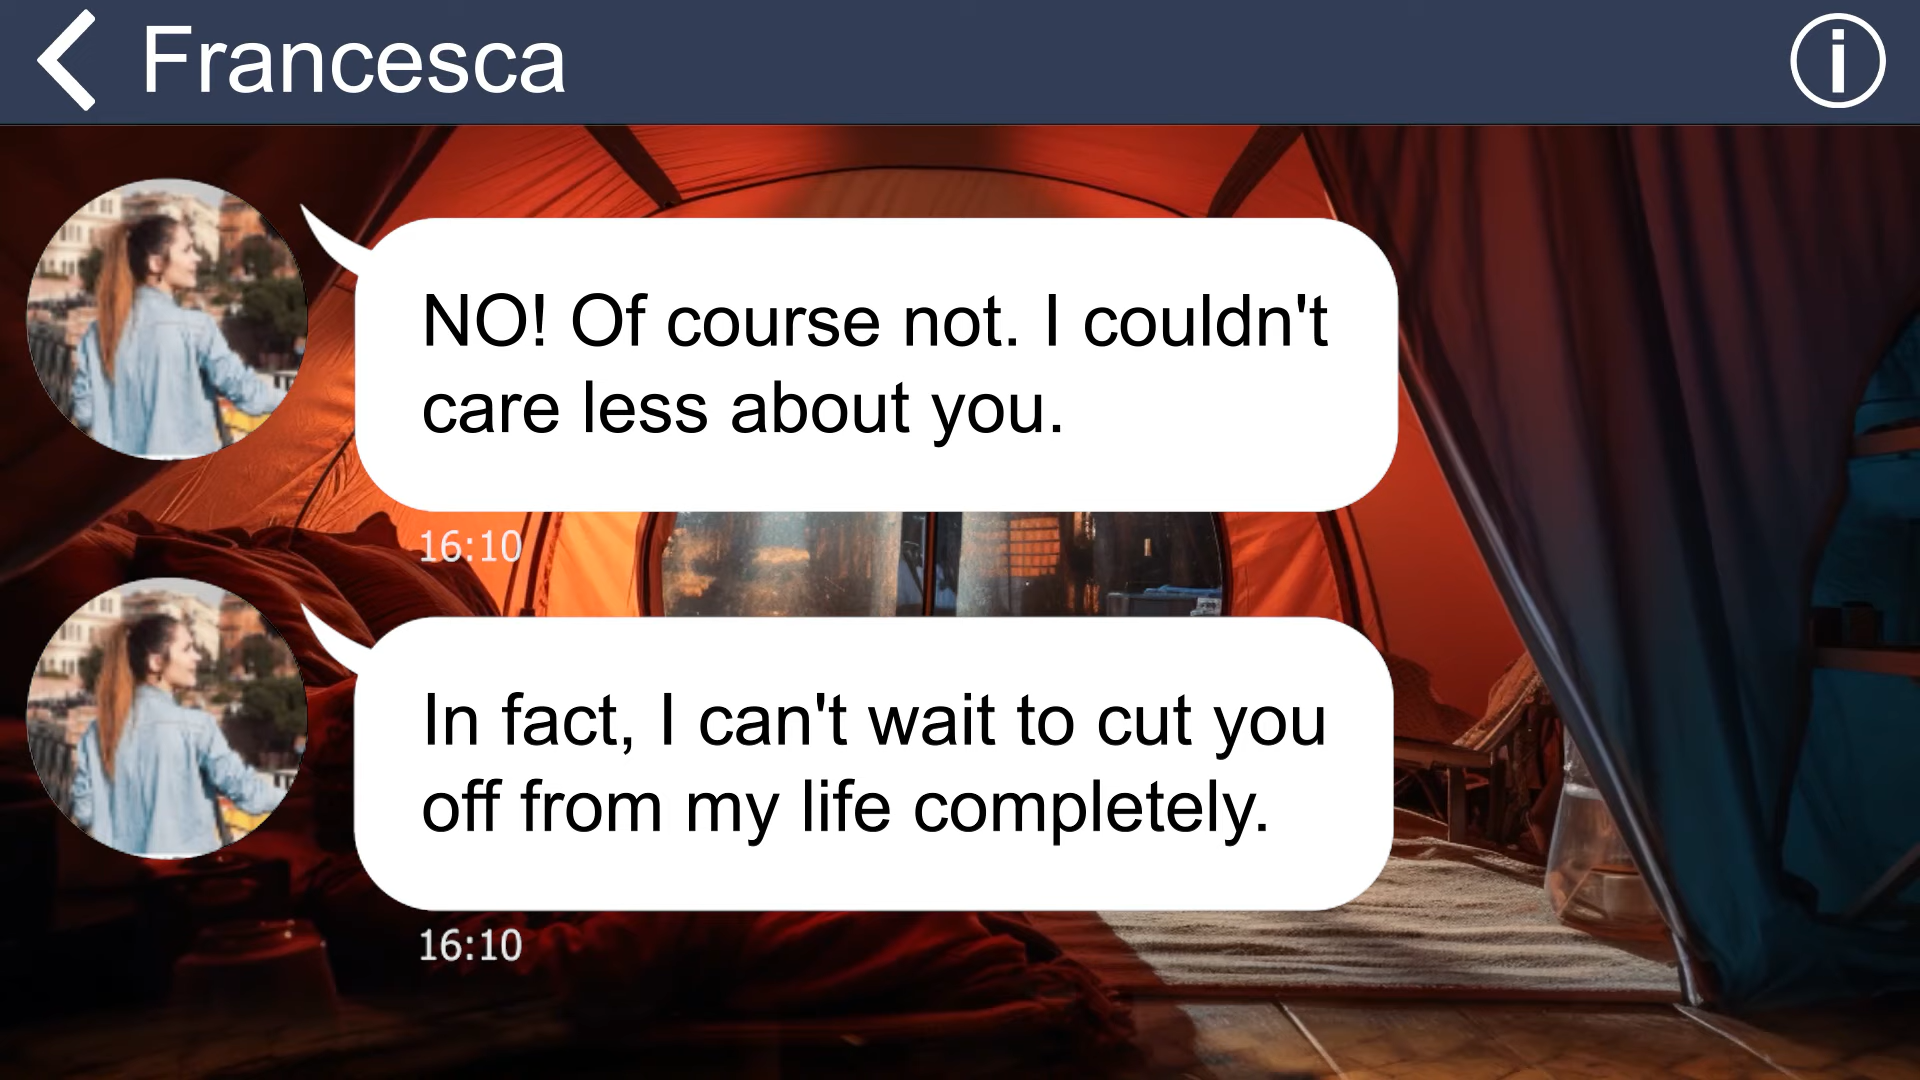 Francesca
NO! Of course not. I couldn't
care less about you.
16:10
In fact, I can't wait to cut you
off from my life completely.
16:10